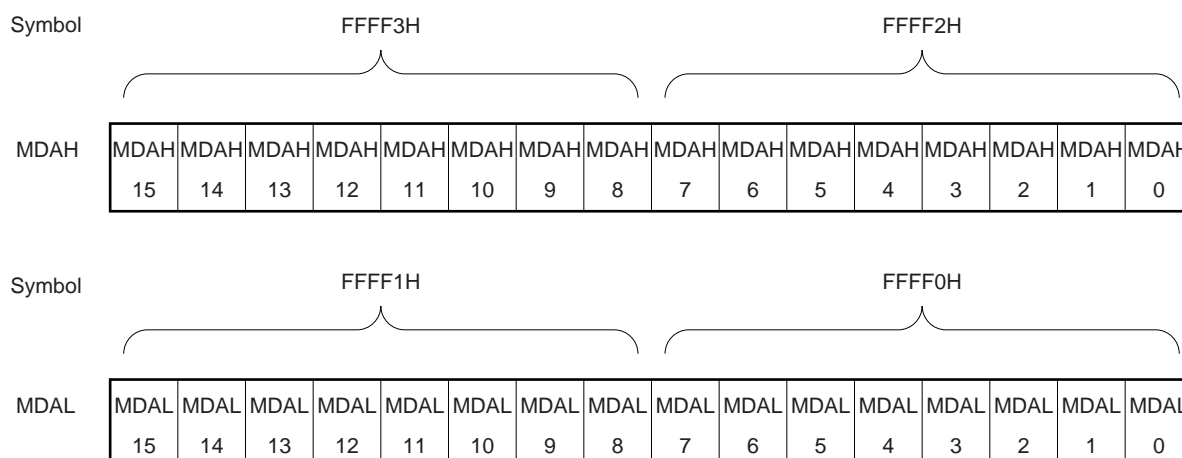 Symbol FFFF3H FFFF2H
MDAH MDAH MDAH MDAH MDAH MDAH MDAH MDAH MDAH MDAH MDAH MDAH MDAH MDAH MDAH MDAH MDAH
15 14 13 12 11 10 9 8 7 6 5 4 3 2 1 0
Symbol FFFF1H FFFF0H
MDAL MDAL MDAL MDAL MDAL MDAL MDAL MDAL MDAL MDAL MDAL MDAL MDAL MDAL MDAL MDAL MDAL
15 14 13 12 11 10 9 8 7 6 5 4 3 2 1 0